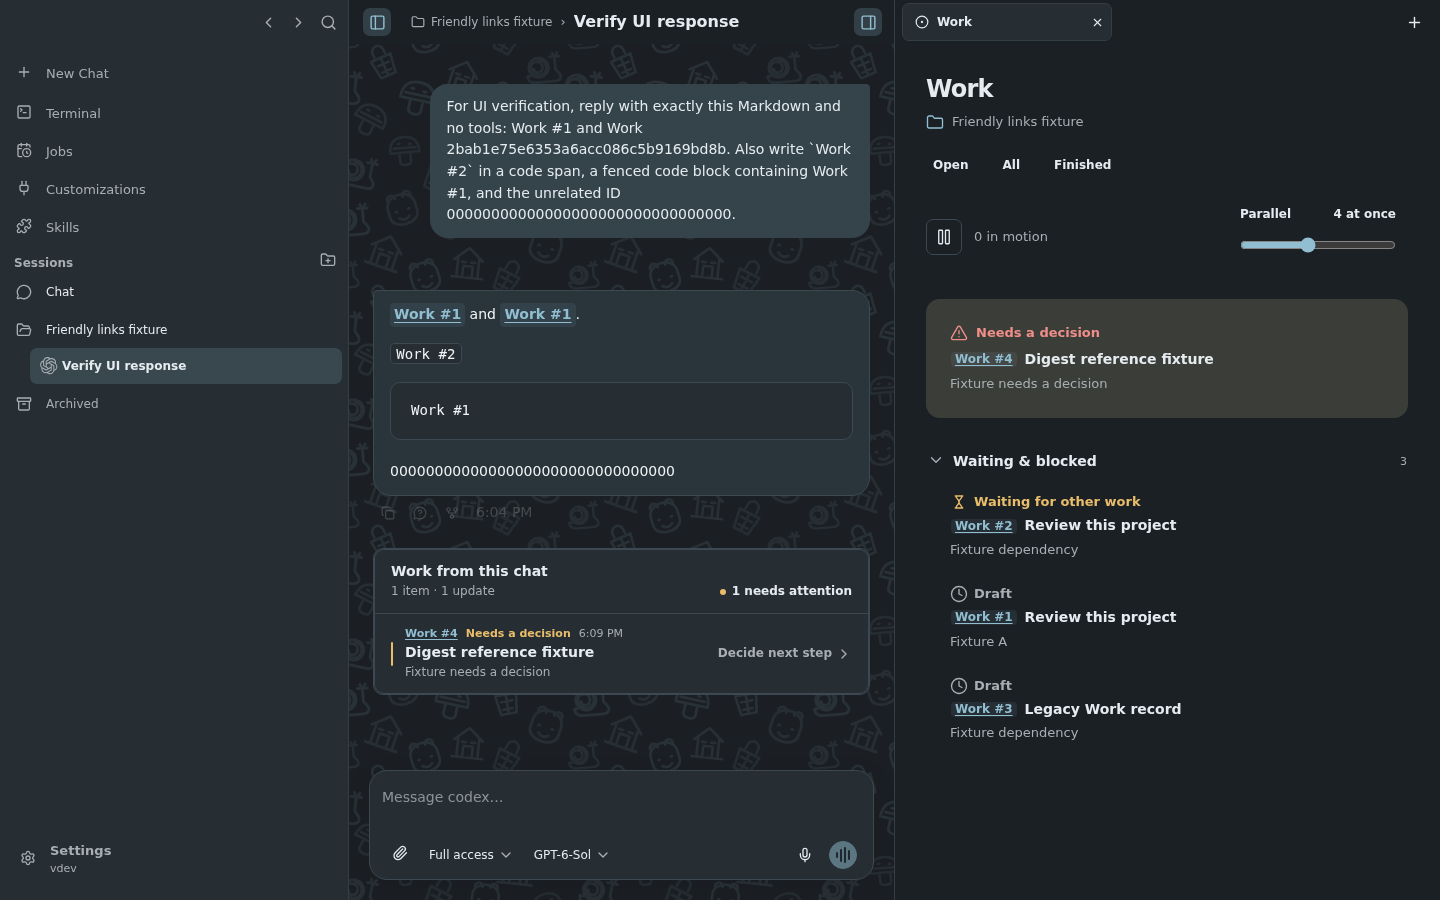 New Chat
Terminal
Jobs
Customizations
Skills
Sessions
Chat
Friendly links fixture
Verify UI response
Archived
Settings
vdev
Friendly links fixture › Verify UI response
For UI verification, reply with exactly this Markdown and
no tools: Work #1 and Work
2bab1e75e6353a6acc086c5b9169bd8b. Also write `Work
#2` in a code span, a fenced code block containing Work
#1, and the unrelated ID
00000000000000000000000000000000.
Work #1 and Work #1.
Work #2
Work #1
00000000000000000000000000000000
6:04 PM
Work from this chat
1 item · 1 update
1 needs attention
Work #4 Needs a decision 6:09 PM
Digest reference fixture
Decide next step
Fixture needs a decision
Message codex…
Full access
GPT-6-Sol
Work
Work
Friendly links fixture
Open All Finished
Parallel 4 at once
0 in motion
Needs a decision
Work #4 Digest reference fixture
Fixture needs a decision
Waiting & blocked 3
Waiting for other work
Work #2 Review this project
Fixture dependency
Draft
Work #1 Review this project
Fixture A
Draft
Work #3 Legacy Work record
Fixture dependency